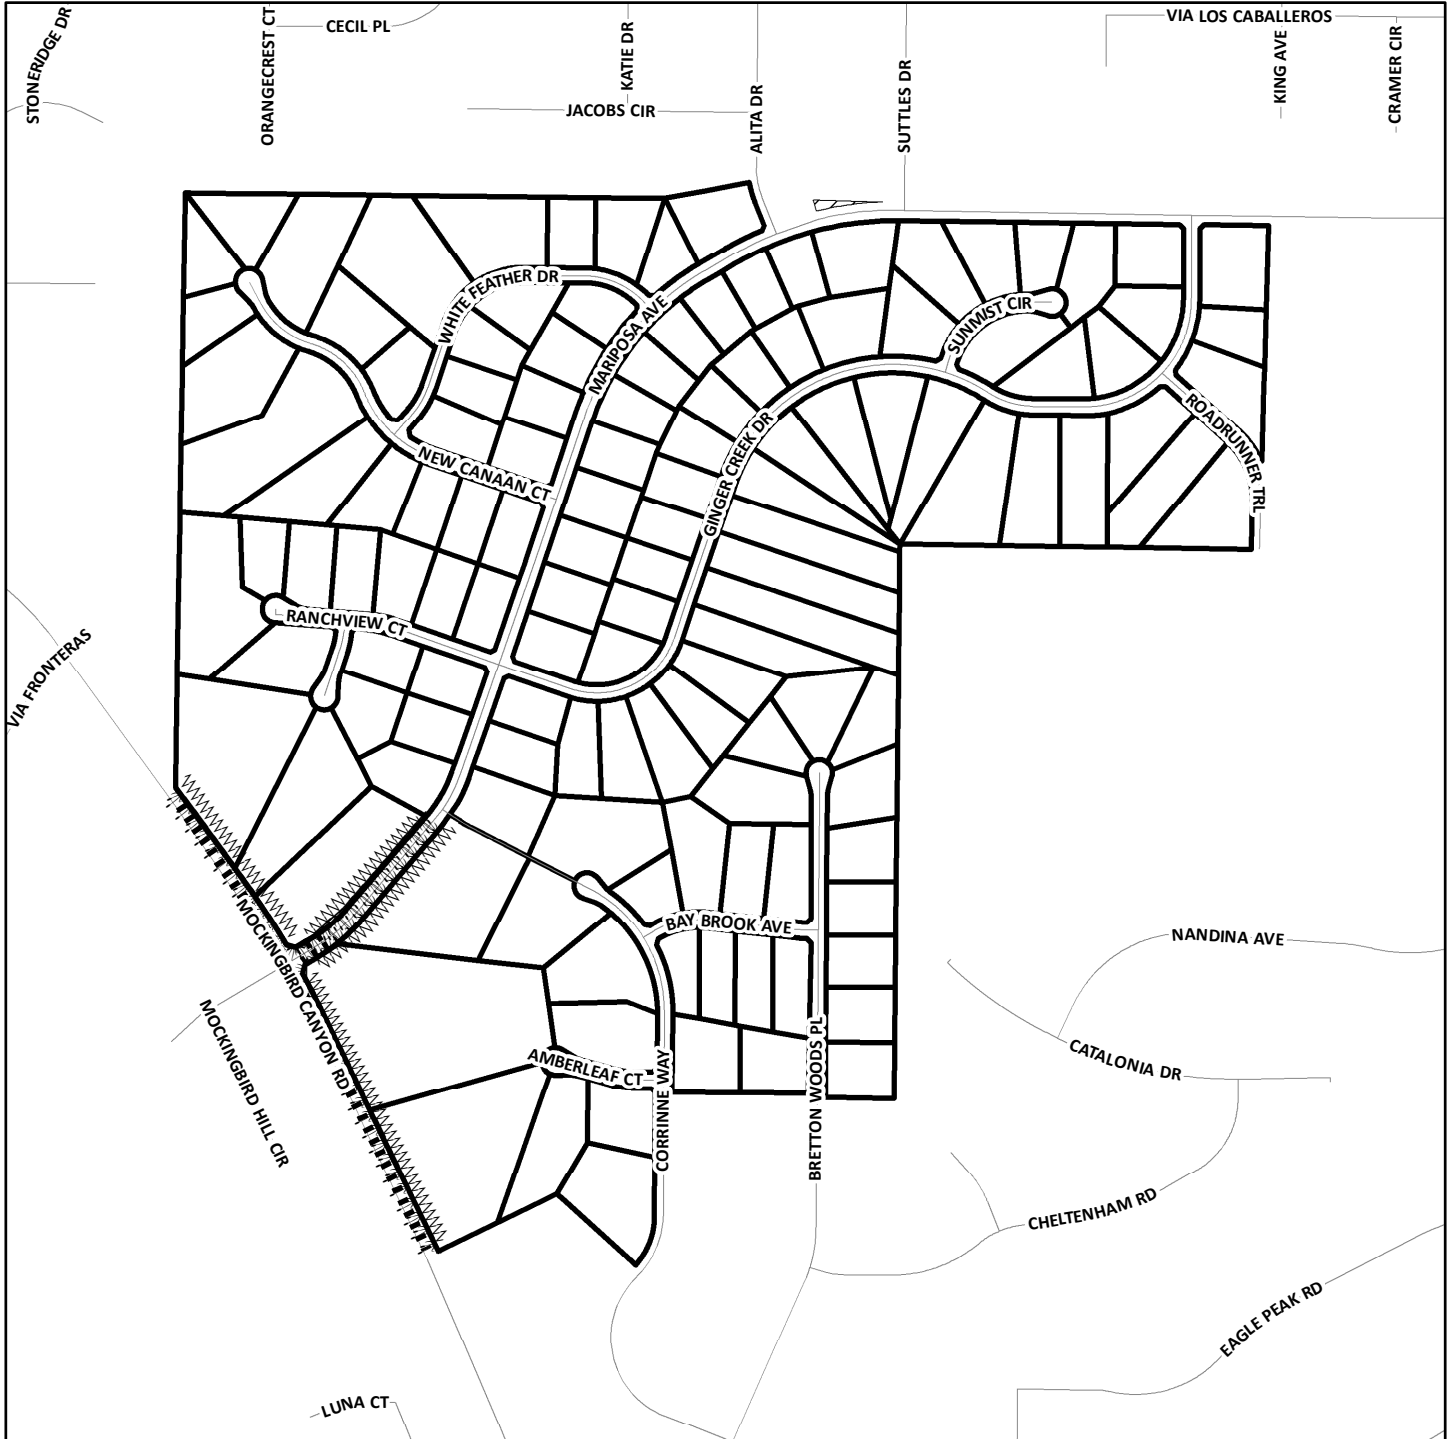 STONERIDGE DR
ORANGECREST CT
CECIL PL
KATIE DR
JACOBS CIR
ALITA DR
SUTTLES DR
VIA LOS CABALLEROS
KING AVE
CRAMER CIR
WHITE FEATHER DR
MARIPOSA AVE
SUNMIST CIR
ROADRUNNER TRL
NEW CANAAN CT
GINGER CREEK DR
RANCHVIEW CT
VIA FRONTERAS
MOCKINGBIRD CANYON RD
BAY BROOK AVE
NANDINA AVE
MOCKINGBIRD HILL CIR
AMBERLEAF CT
CORRINNE WAY
BRETTON WOODS PL
CATALONIA DR
CHELTENHAM RD
EAGLE PEAK RD
LUNA CT